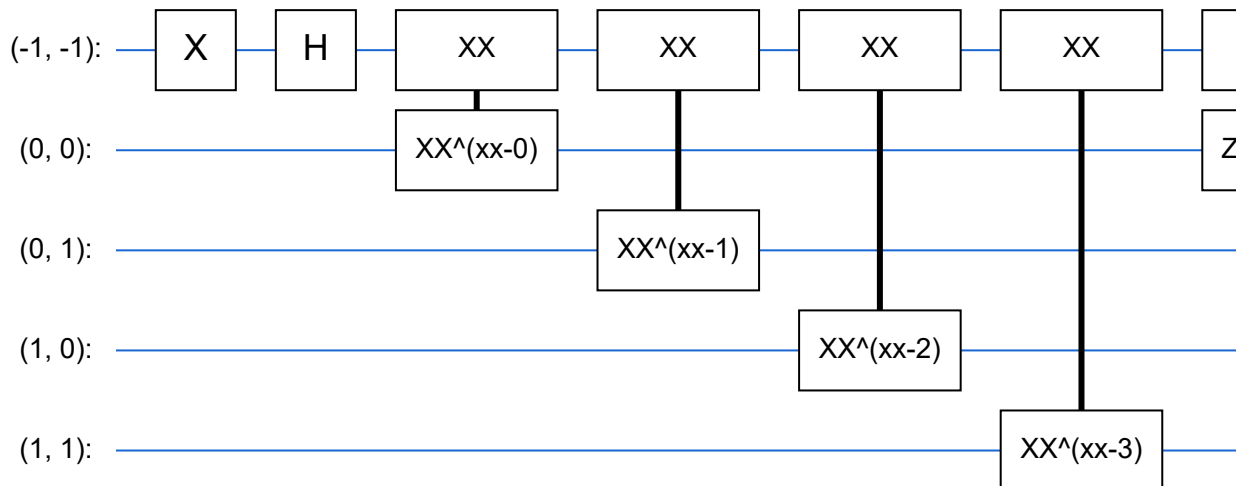 (-1, -1): X H XX XX XX XX
(0, 0): XX^(xx-0) Z
(0, 1): XX^(xx-1)
(1, 0): XX^(xx-2)
(1, 1): XX^(xx-3)